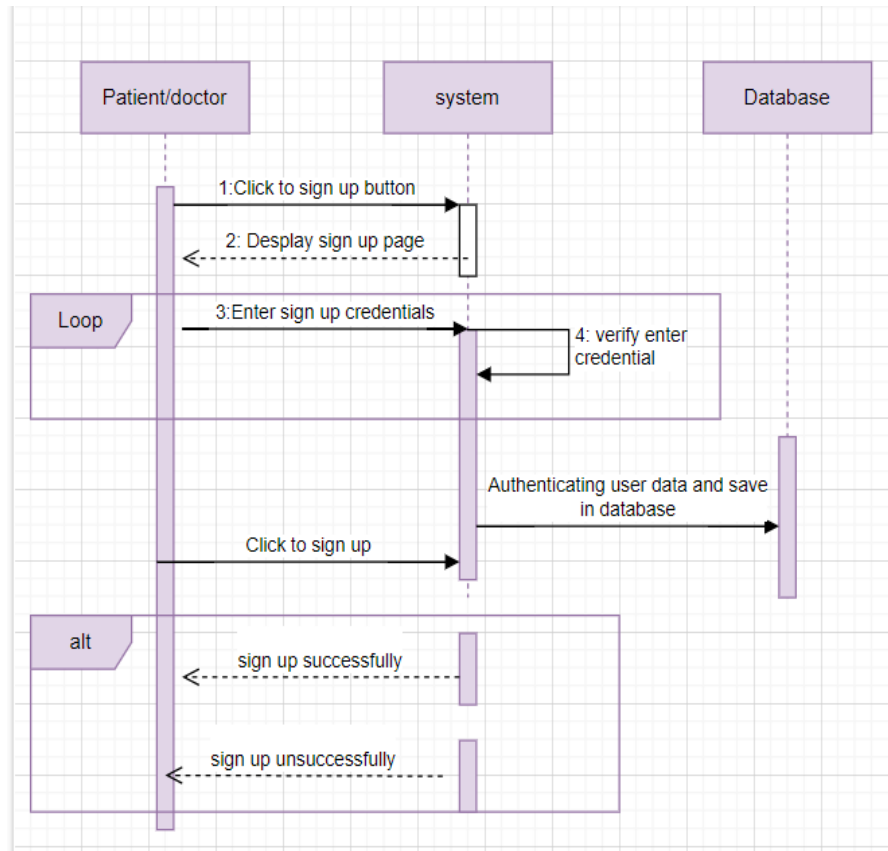 Patient/doctor
system
Database
1:Click to sign up button
2: Desplay sign up page
Loop
3:Enter sign up credentials
4: verify enter
credential
Authenticating user data and save
in database
Click to sign up
alt
sign up successfully
sign up unsuccessfully